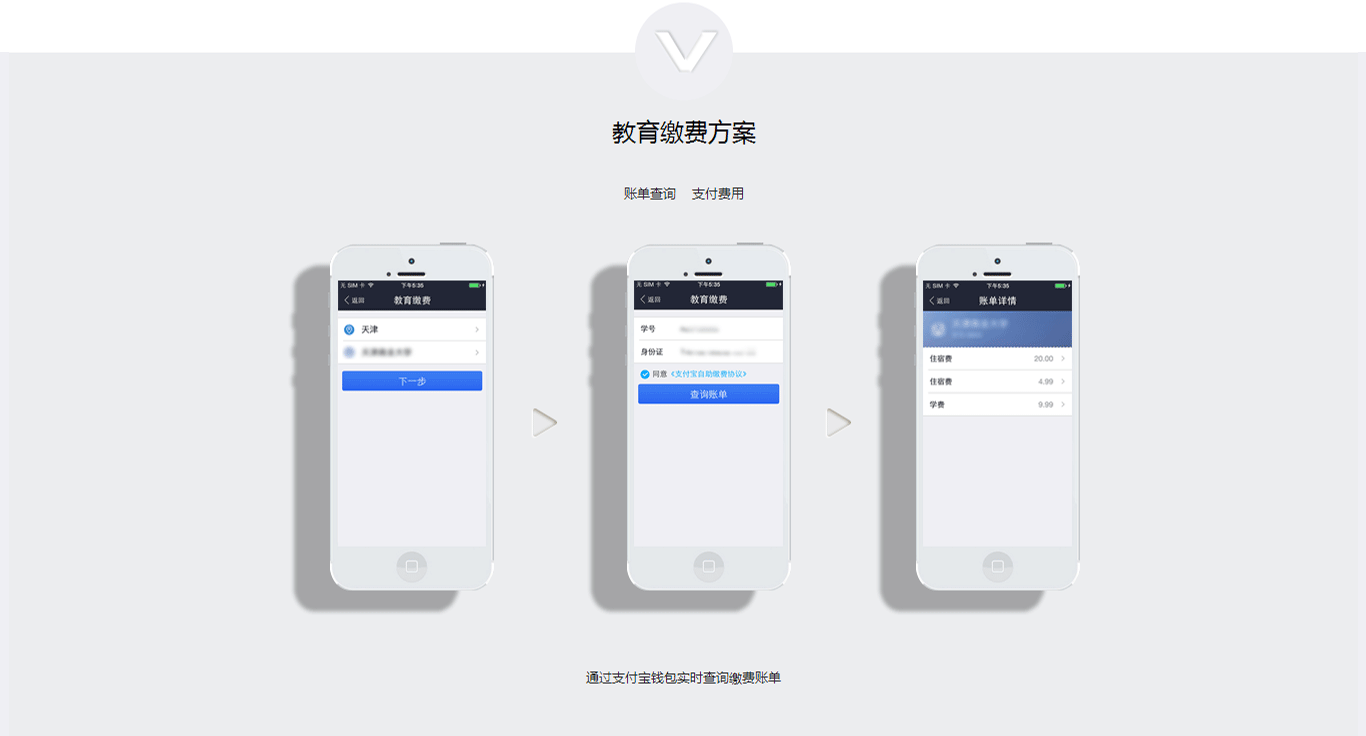 教育缴费方案
账单查询 支付费用
无 SIM 卡 下午5:35
返回 教育缴费
天津
下一步
无 SIM 卡 下午5:35
返回 教育缴费
学号
身份证
同意《支付宝自助缴费协议》
查询账单
无 SIM 卡 下午5:35
返回 账单详情
住宿费 20.00
住宿费 4.99
学费 9.99
通过支付宝钱包实时查询缴费账单